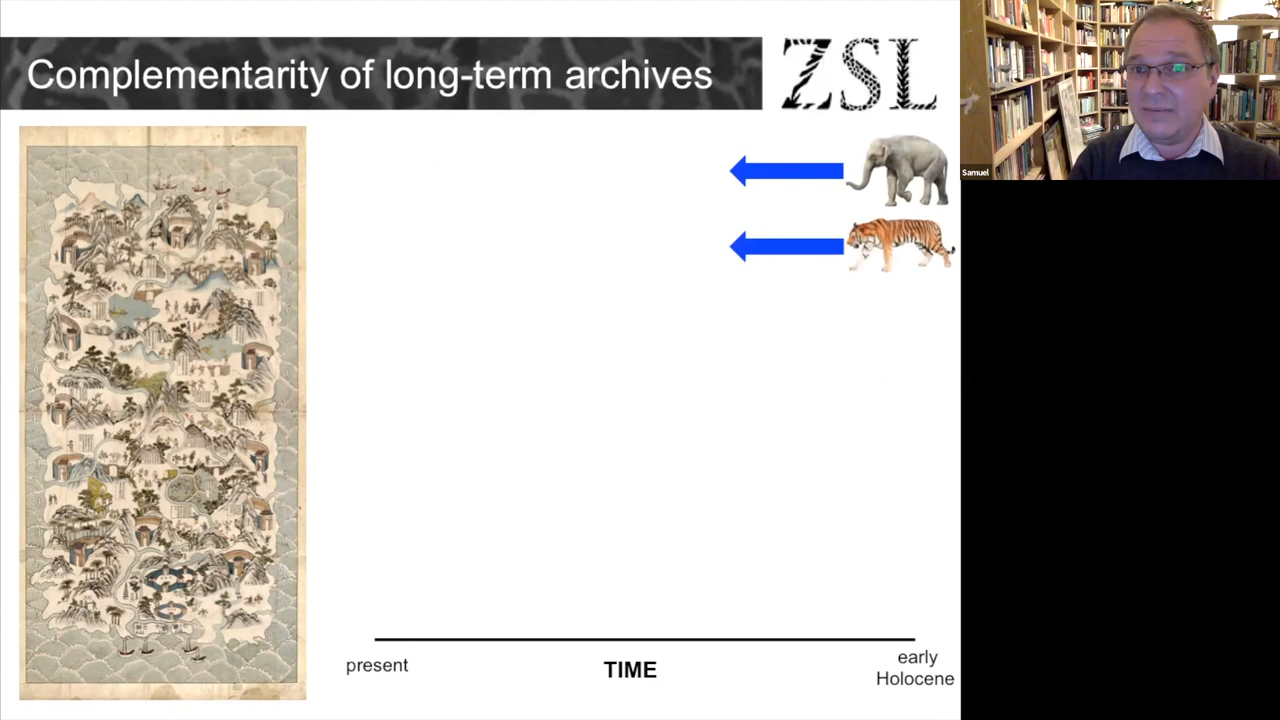 Complementarity of long-term archives
ZSL
Samuel
present
TIME
early
Holocene